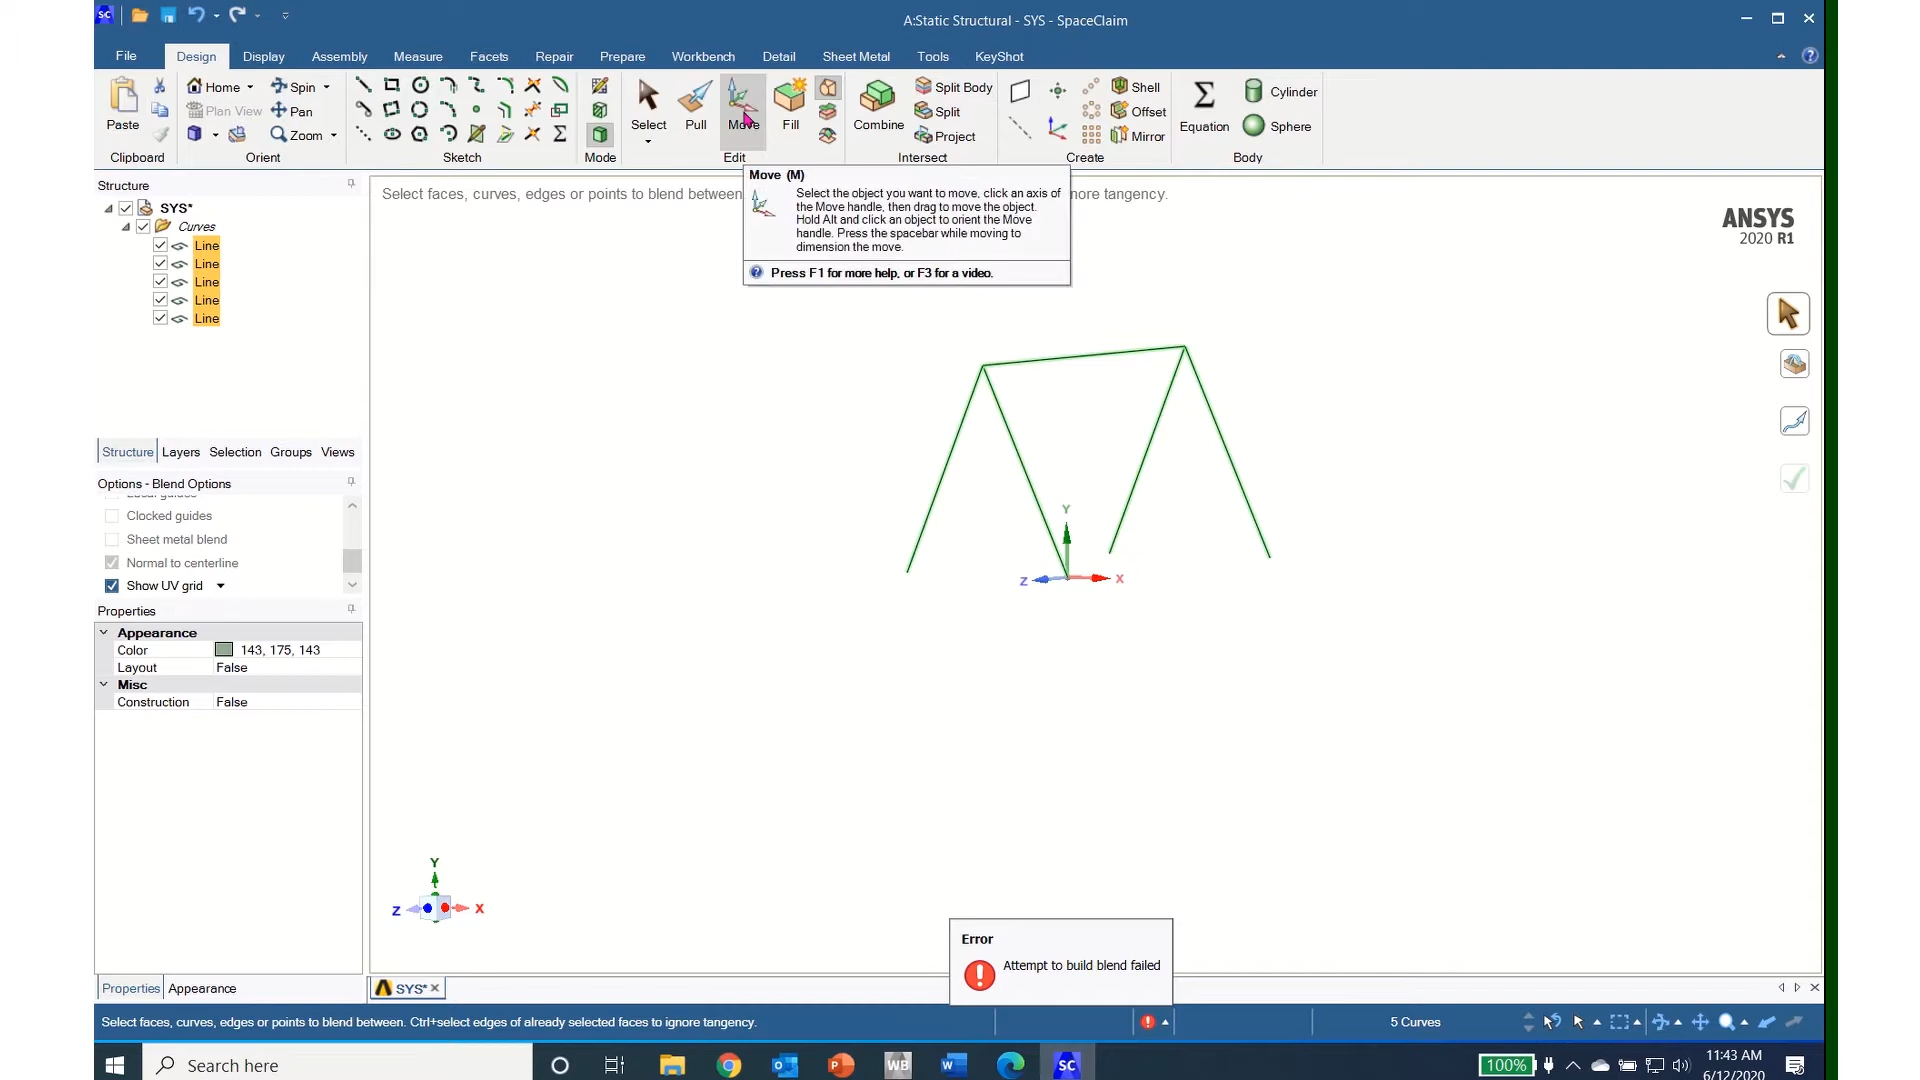 SC
A:Static Structural - SYS - SpaceClaim
File Design Display Assembly Measure Facets Repair Prepare Workbench Detail Sheet Metal Tools KeyShot
Paste
Clipboard
Home
Plan View
Spin
Pan
Zoom
Orient
Sketch
Mode
Select
Pull
Move
Fill
Edit
Combine
Split Body
Split
Project
Intersect
Shell
Offset
Mirror
Create
Equation
Cylinder
Sphere
Body
Structure
SYS*
Curves
Line
Line
Line
Line
Line
Structure Layers Selection Groups Views
Options - Blend Options
Clocked guides
Sheet metal blend
Normal to centerline
Show UV grid
Properties
Appearance
Color 143, 175, 143
Layout False
Misc
Construction False
Properties Appearance
Select faces, curves, edges or points to blend between
nore tangency.
Move (M)
Select the object you want to move, click an axis of
the Move handle, then drag to move the object.
Hold Alt and click an object to orient the Move
handle. Press the spacebar while moving to
dimension the move.
Press F1 for more help, or F3 for a video.
ANSYS
2020 R1
Y
Z X
Y
Z X
Error
Attempt to build blend failed
SYS*
Select faces, curves, edges or points to blend between. Ctrl+select edges of already selected faces to ignore tangency.
5 Curves
Search here
WB
SC
100%
11:43 AM
6/12/2020